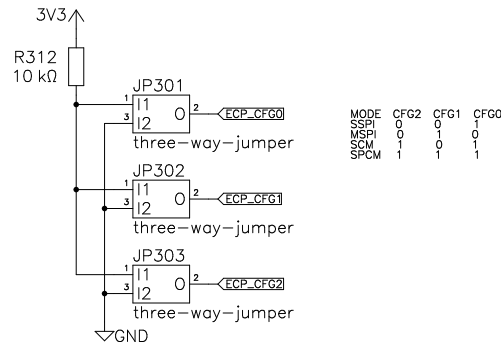 3V3
R312
10 kΩ
JP301
1 I1
3 I2
O 2
ECP_CFG0
three-way-jumper
JP302
1 I1
3 I2
O 2
ECP_CFG1
three-way-jumper
JP303
1 I1
3 I2
O 2
ECP_CFG2
three-way-jumper
GND
MODE CFG2 CFG1 CFG0
SSPI 0 0 1
MSPI 0 1 0
SCM 1 0 1
SPCM 1 1 1